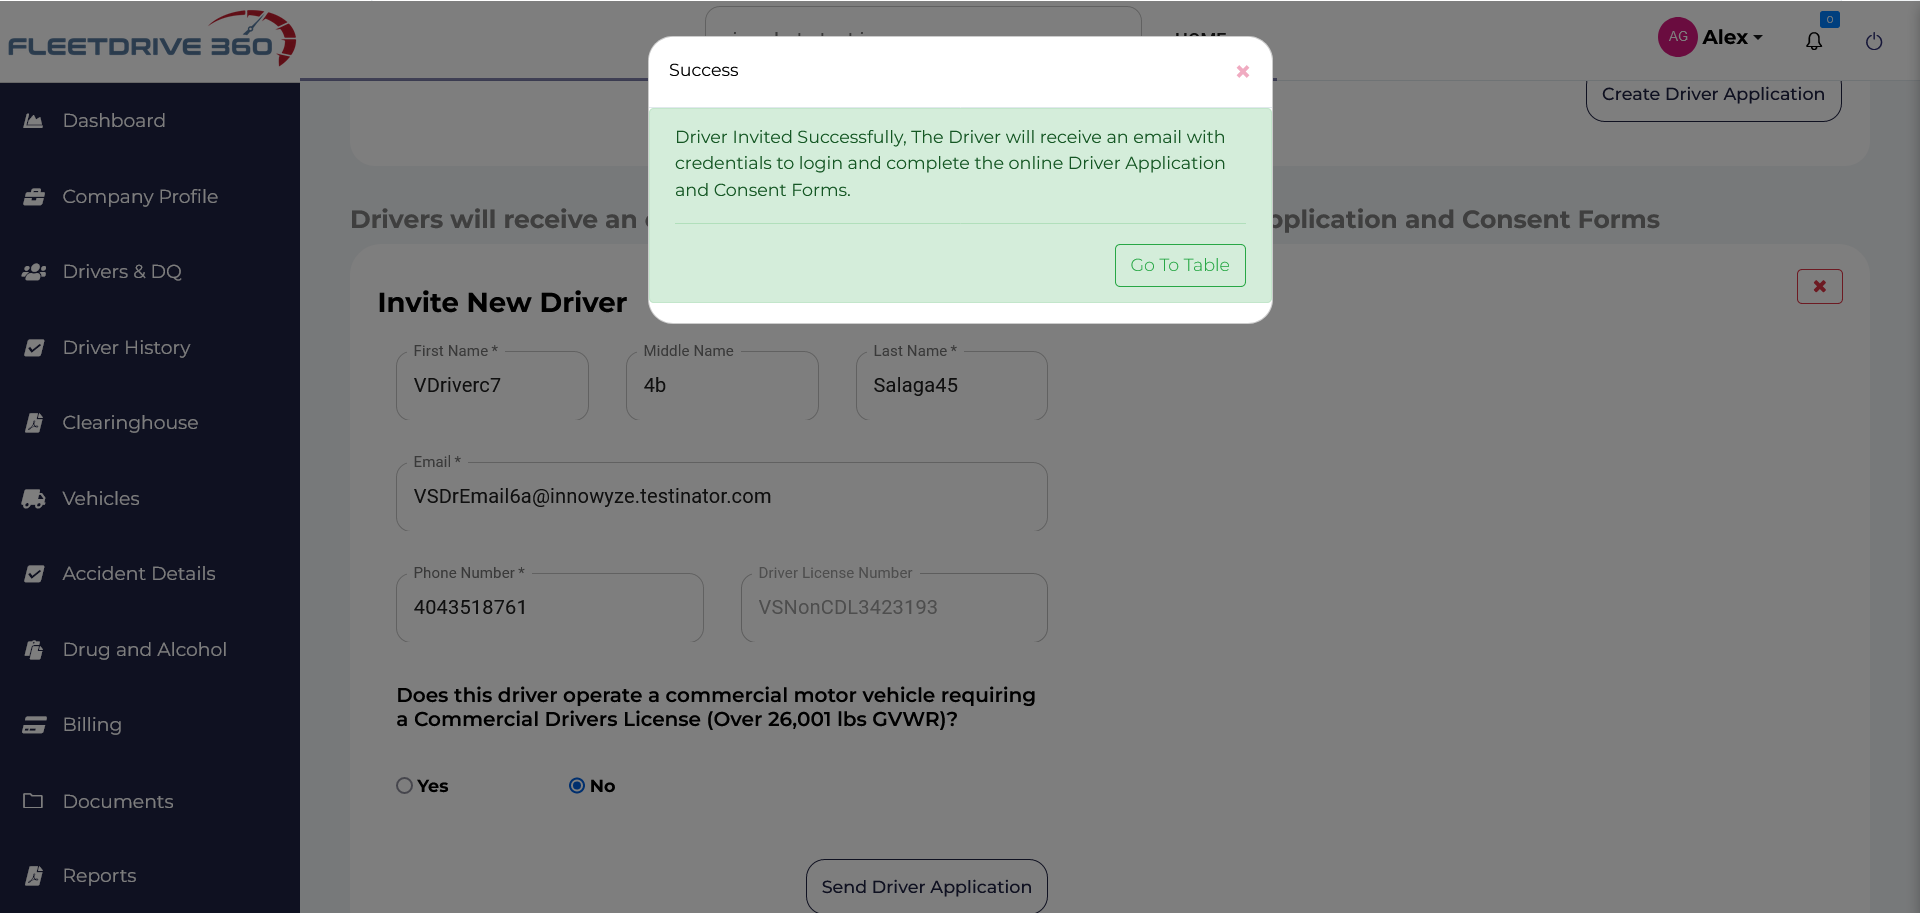 FLEETDRIVE 360
AG Alex
0
Dashboard
Company Profile
Drivers & DQ
Driver History
Clearinghouse
Vehicles
Accident Details
Drug and Alcohol
Billing
Documents
Reports
Success
Driver Invited Successfully, The Driver will receive an email with
credentials to login and complete the online Driver Application
and Consent Forms.
Go To Table
Create Driver Application
Drivers will receive an
and Consent Forms
Invite New Driver
First Name *
VDriverc7
Middle Name
4b
Last Name *
Salaga45
Email *
VSDrEmail6a@innowyze.testinator.com
Phone Number *
4043518761
Driver License Number
VSNonCDL3423193
Does this driver operate a commercial motor vehicle requiring
a Commercial Drivers License (Over 26,001 lbs GVWR)?
Yes
No
Send Driver Application